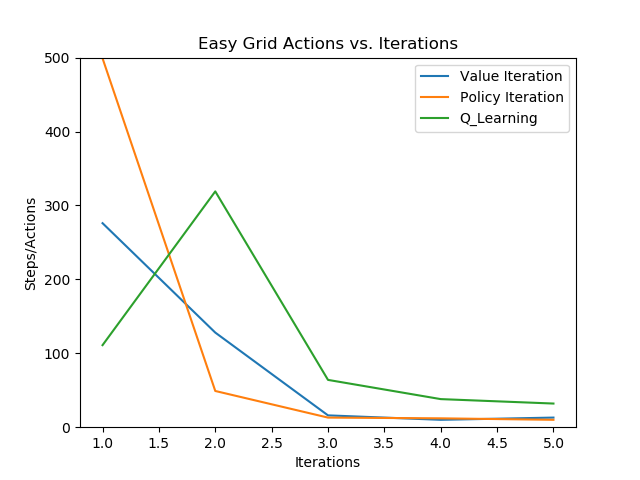 Easy Grid Actions vs. Iterations
Value Iteration
Policy Iteration
Q_Learning
Steps/Actions
500
400
300
200
100
0
1.0 1.5 2.0 2.5 3.0 3.5 4.0 4.5 5.0
Iterations